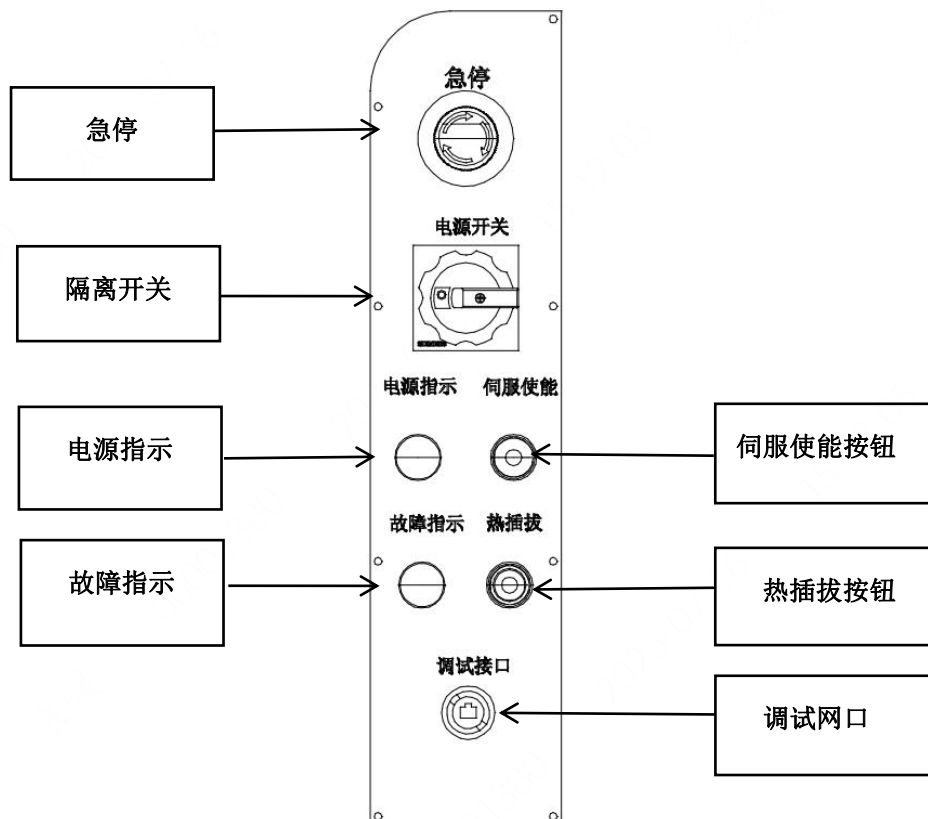 急停
急停
电源开关
隔离开关
电源指示 伺服使能
电源指示
伺服使能按钮
故障指示 热插拔
故障指示
热插拔按钮
调试接口
调试网口